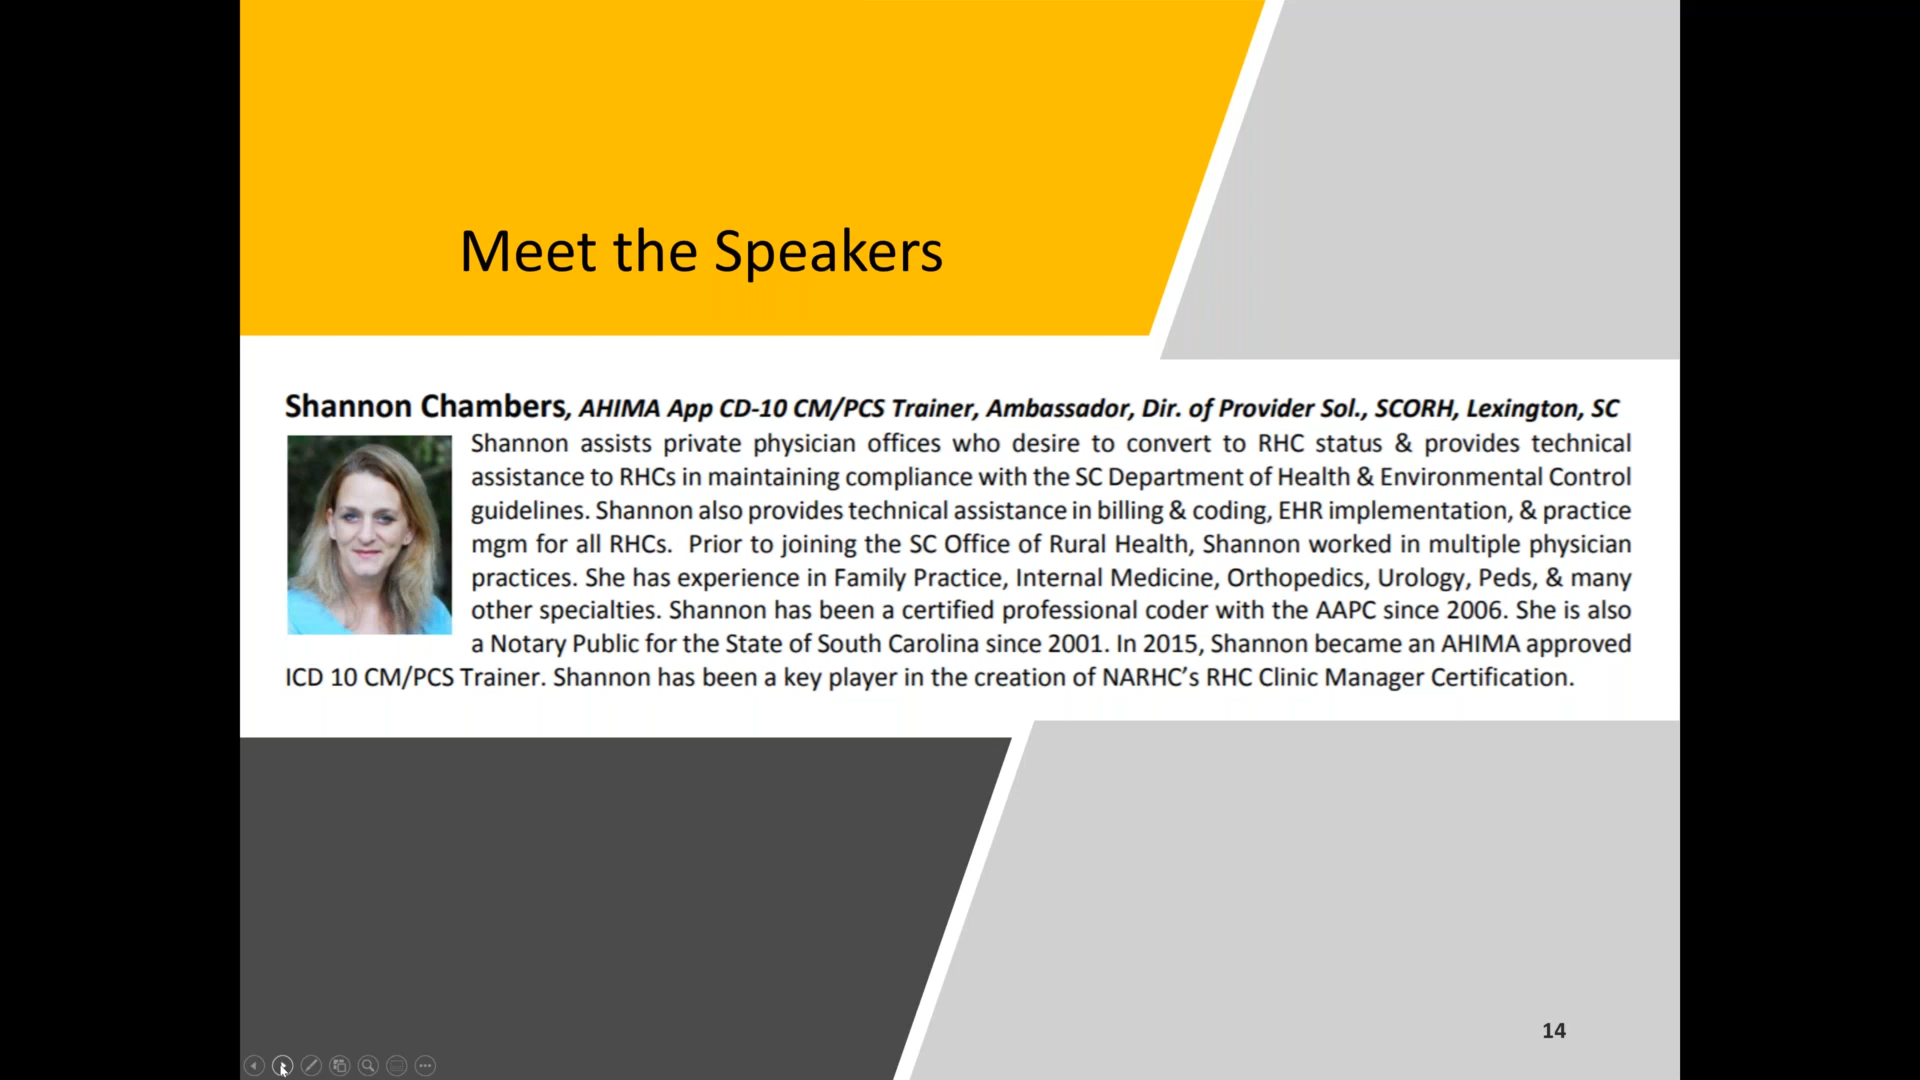 Meet the Speakers
Shannon Chambers, AHIMA App CD-10 CM/PCS Trainer, Ambassador, Dir. of Provider Sol., SCORH, Lexington, SC
Shannon assists private physician offices who desire to convert to RHC status & provides technical
assistance to RHCs in maintaining compliance with the SC Department of Health & Environmental Control
guidelines. Shannon also provides technical assistance in billing & coding, EHR implementation, & practice
mgm for all RHCs.  Prior to joining the SC Office of Rural Health, Shannon worked in multiple physician
practices. She has experience in Family Practice, Internal Medicine, Orthopedics, Urology, Peds, & many
other specialties. Shannon has been a certified professional coder with the AAPC since 2006. She is also
a Notary Public for the State of South Carolina since 2001. In 2015, Shannon became an AHIMA approved
ICD 10 CM/PCS Trainer. Shannon has been a key player in the creation of NARHC’s RHC Clinic Manager Certification.
14